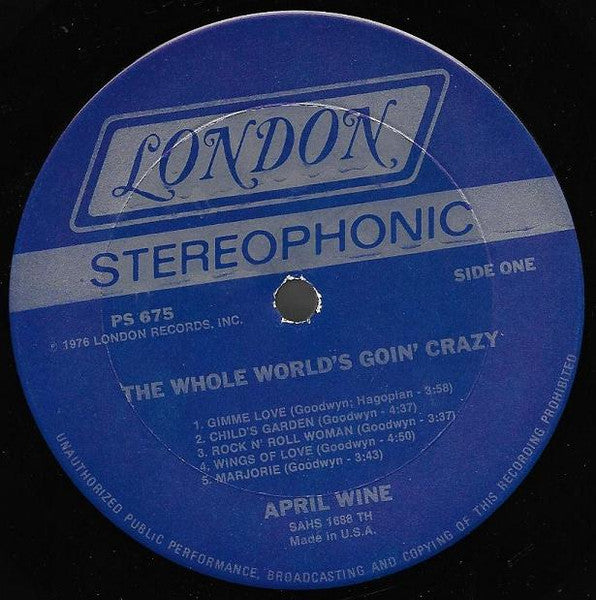 LONDON
STEREOPHONIC
PS 675
SIDE ONE
℗ 1976 LONDON RECORDS, INC.
THE WHOLE WORLD'S GOIN' CRAZY
1. GIMME LOVE (Goodwyn; Hagopian - 3:58)
2. CHILD'S GARDEN (Goodwyn - 4:37)
3. ROCK N' ROLL WOMAN (Goodwyn - 3:37)
4. WINGS OF LOVE (Goodwyn - 4:50)
5. MARJORIE (Goodwyn - 3:43)
APRIL WINE
SAHS 1688 TH
Made in U.S.A.
UNAUTHORIZED PUBLIC PERFORMANCE, BROADCASTING AND COPYING OF THIS RECORDING PROHIBITED